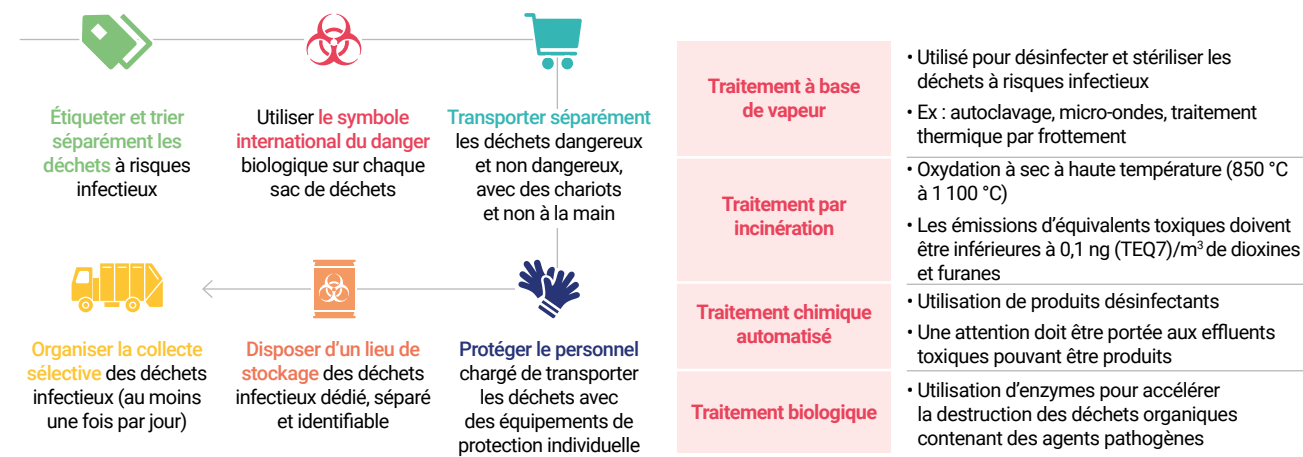 Étiqueter et trier
séparément les
déchets à risques
infectieux
Utiliser le symbole
international du danger
biologique sur chaque
sac de déchets
Transporter séparément
les déchets dangereux
et non dangereux,
avec des chariots
et non à la main
Protéger le personnel
chargé de transporter
les déchets avec
des équipements de
protection individuelle
Disposer d’un lieu de
stockage des déchets
infectieux dédié, séparé
et identifiable
Organiser la collecte
sélective des déchets
infectieux (au moins
une fois par jour)
Traitement à base
de vapeur
• Utilisé pour désinfecter et stériliser les
déchets à risques infectieux
• Ex : autoclavage, micro-ondes, traitement
thermique par frottement
Traitement par
incinération
• Oxydation à sec à haute température (850 °C
à 1 100 °C)
• Les émissions d’équivalents toxiques doivent
être inférieures à 0,1 ng (TEQ7)/m³ de dioxines
et furanes
Traitement chimique
automatisé
• Utilisation de produits désinfectants
• Une attention doit être portée aux effluents
toxiques pouvant être produits
Traitement biologique
• Utilisation d’enzymes pour accélérer
la destruction des déchets organiques
contenant des agents pathogènes